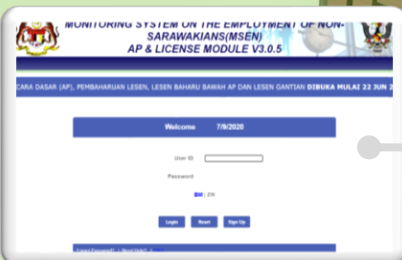 MONITORING SYSTEM ON THE EMPLOYMENT OF NON-
SARAWAKIANS(MSEN)
AP & LICENSE MODULE V3.0.5
CARA DASAR (AP), PEMBAHARUAN LESEN, LESEN BAHARU BAWAH AP DAN LESEN GANTIAN DIBUKA MULAI 22 JUN 2
Welcome 7/9/2020
User ID
Password
BM | EN
Login Reset Sign Up